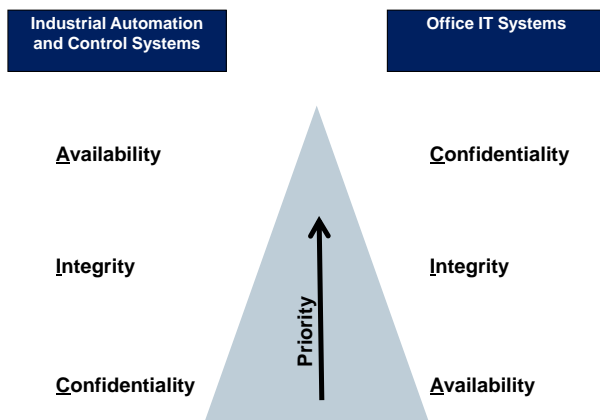 Industrial Automation
and Control Systems
Office IT Systems
Availability
Confidentiality
Integrity
Integrity
Priority
Confidentiality
Availability